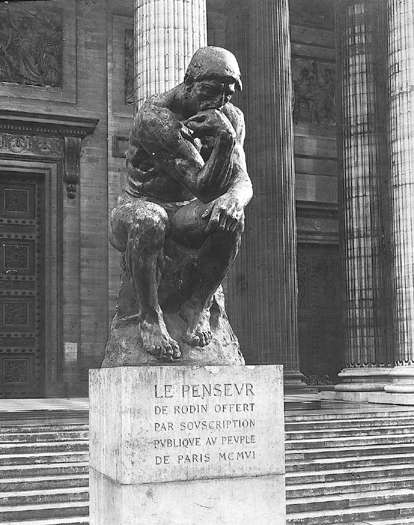 LE PENSEVR
DE RODIN OFFERT
PAR SOVSCRIPTION
PVBLIQVE AV PEVPLE
DE PARIS MCMVI